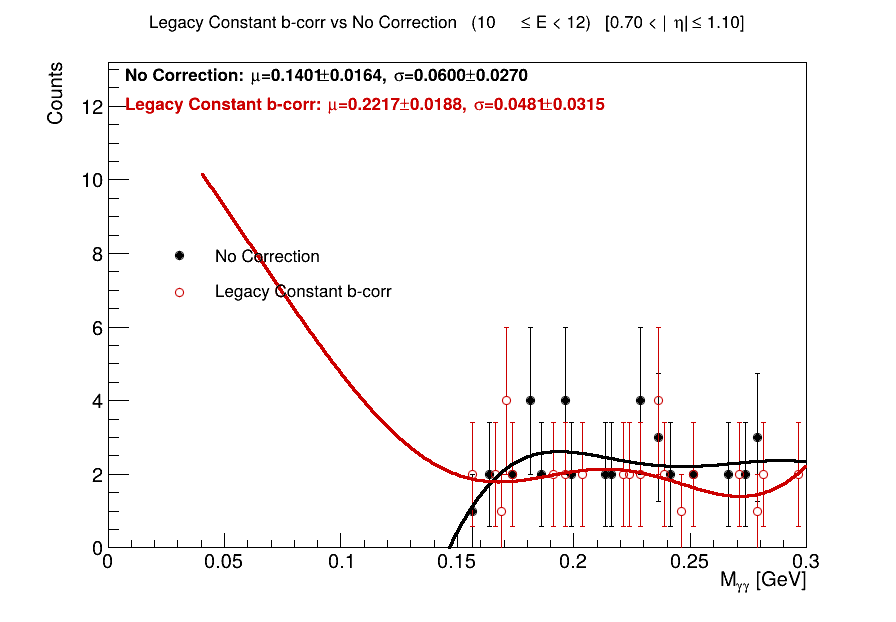 Legacy Constant b-corr vs No Correction (10 ≤ E < 12) [0.70 < | η| ≤ 1.10]
Counts
No Correction: μ=0.1401±0.0164, σ=0.0600±0.0270
Legacy Constant b-corr: μ=0.2217±0.0188, σ=0.0481±0.0315
12
10
8
6
4
2
0
No Correction
Legacy Constant b-corr
0 0.05 0.1 0.15 0.2 0.25 0.3
Mγγ [GeV]